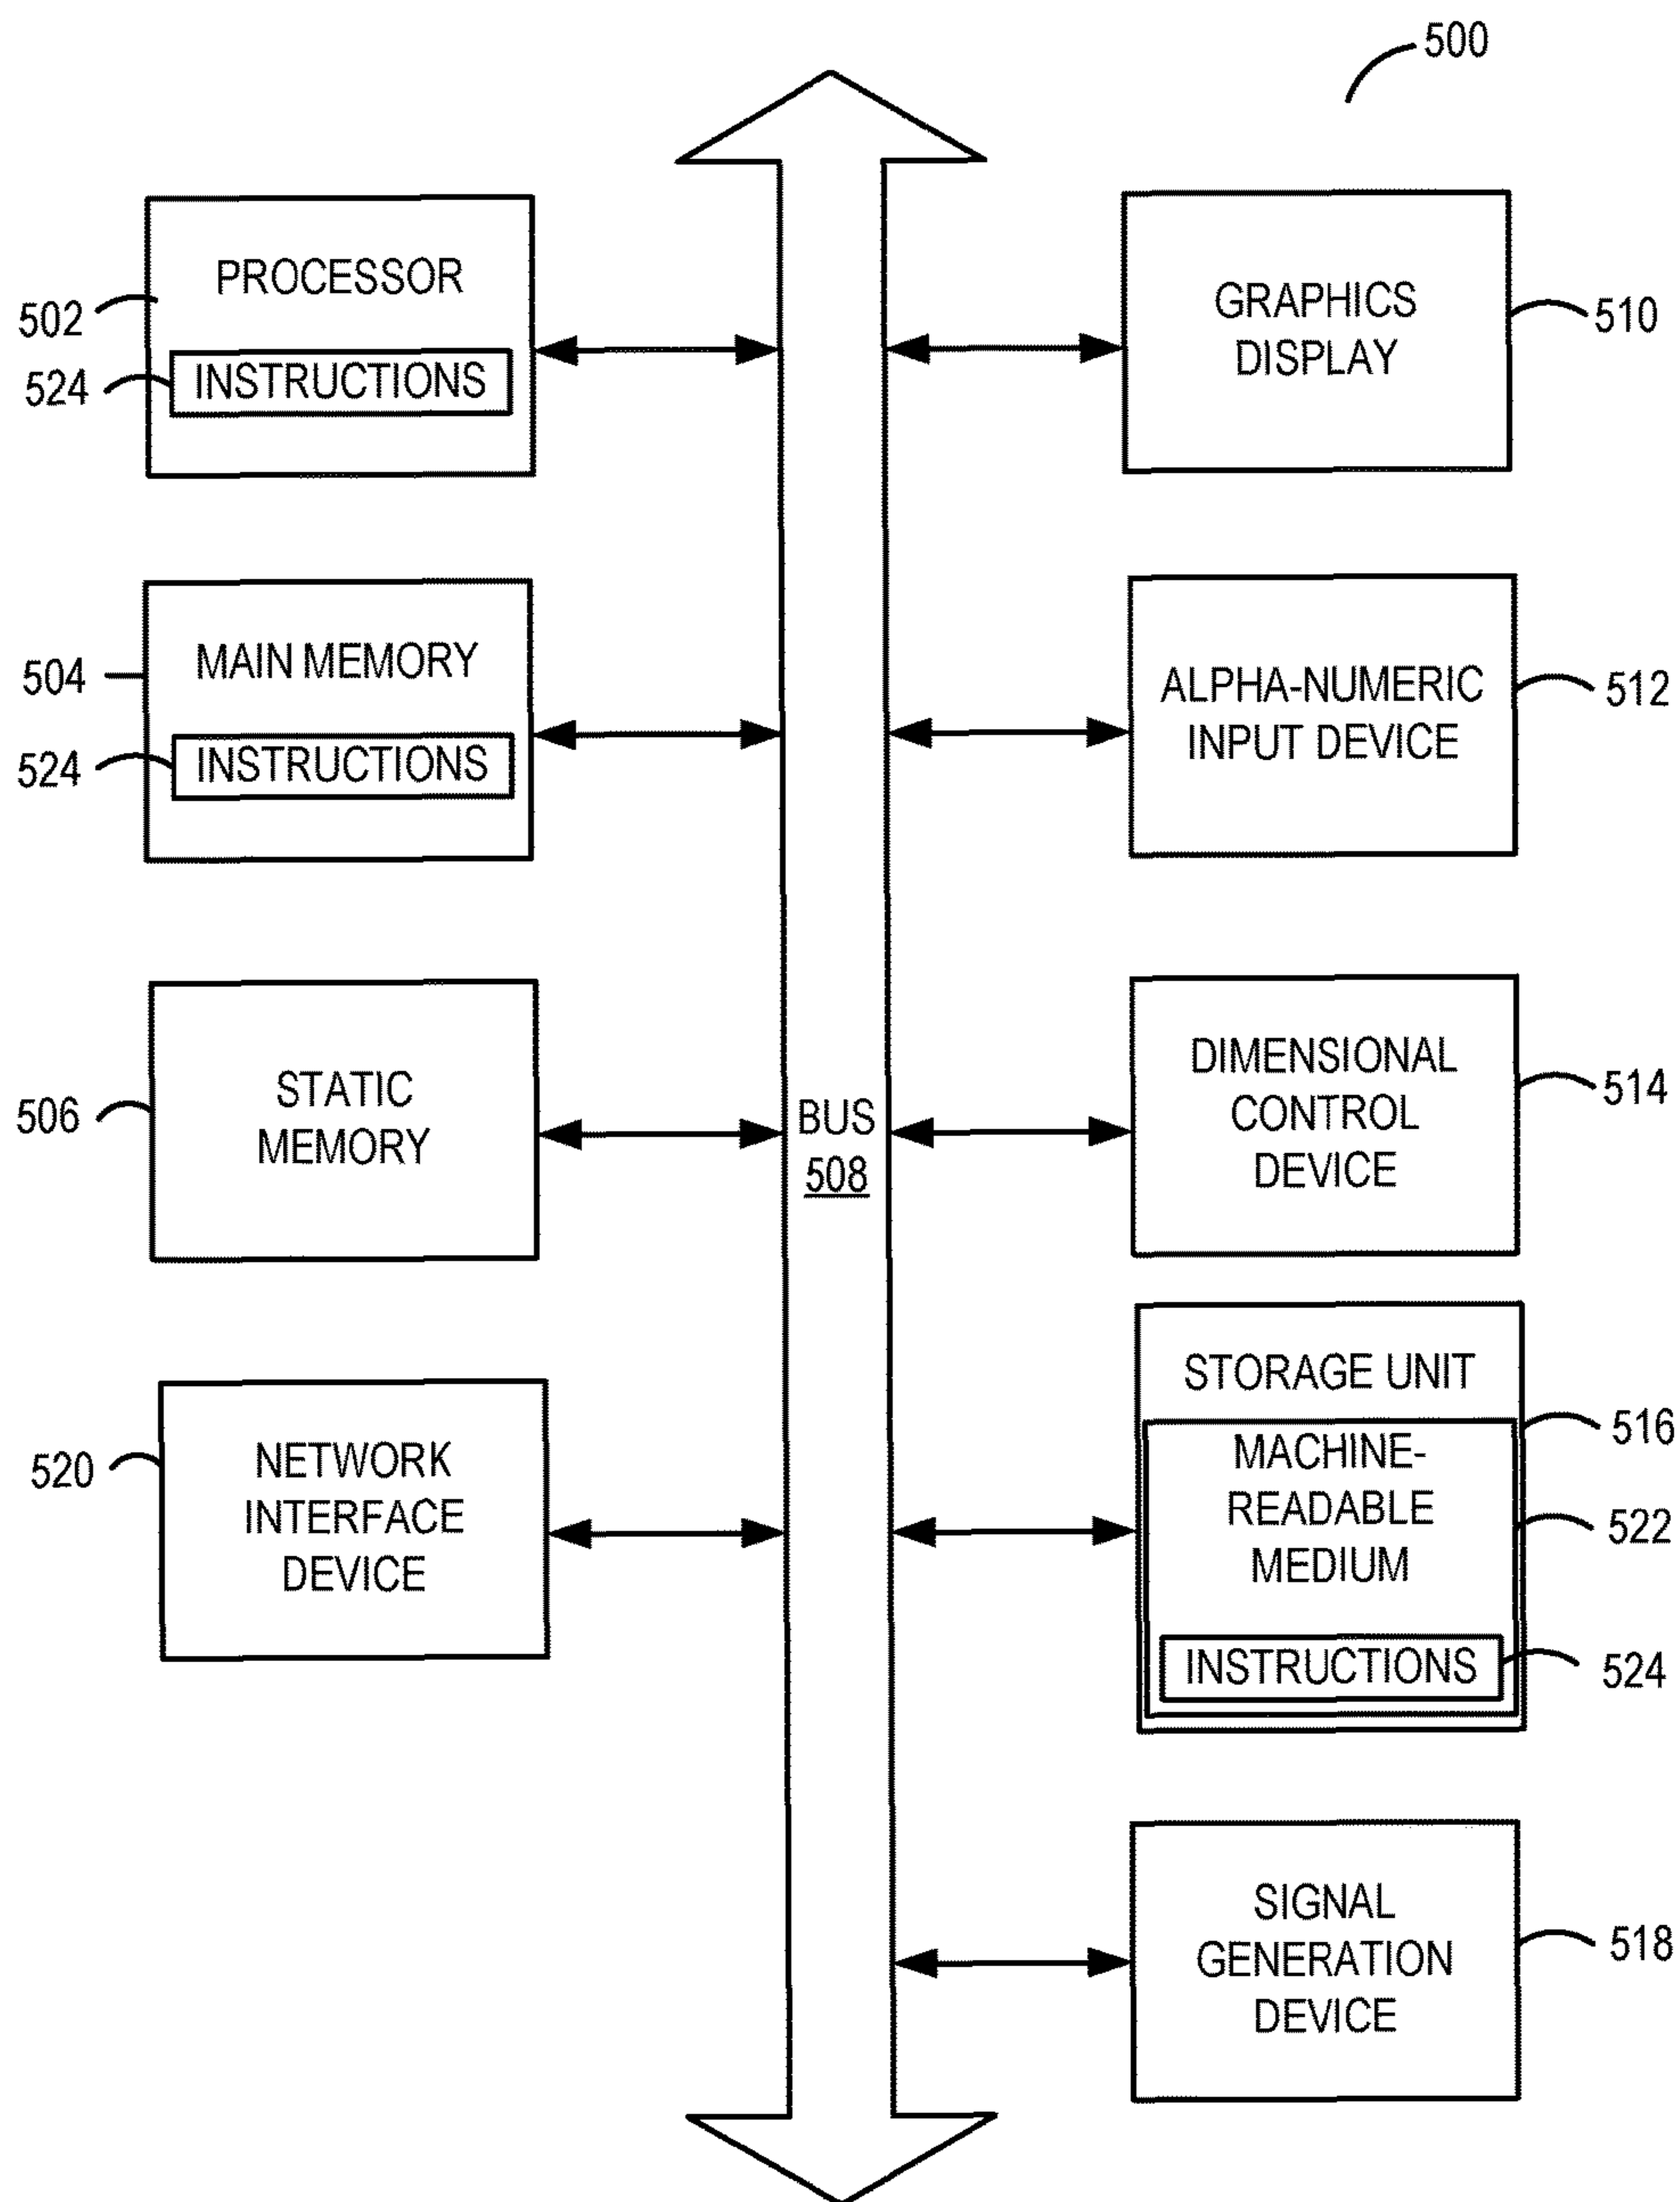 500
PROCESSOR
502
INSTRUCTIONS
524
MAIN MEMORY
504
INSTRUCTIONS
524
STATIC
MEMORY
506
NETWORK
INTERFACE
DEVICE
520
BUS
508
GRAPHICS
DISPLAY
510
ALPHA-NUMERIC
INPUT DEVICE
512
DIMENSIONAL
CONTROL
DEVICE
514
STORAGE UNIT
516
MACHINE-
READABLE
MEDIUM
522
INSTRUCTIONS
524
SIGNAL
GENERATION
DEVICE
518